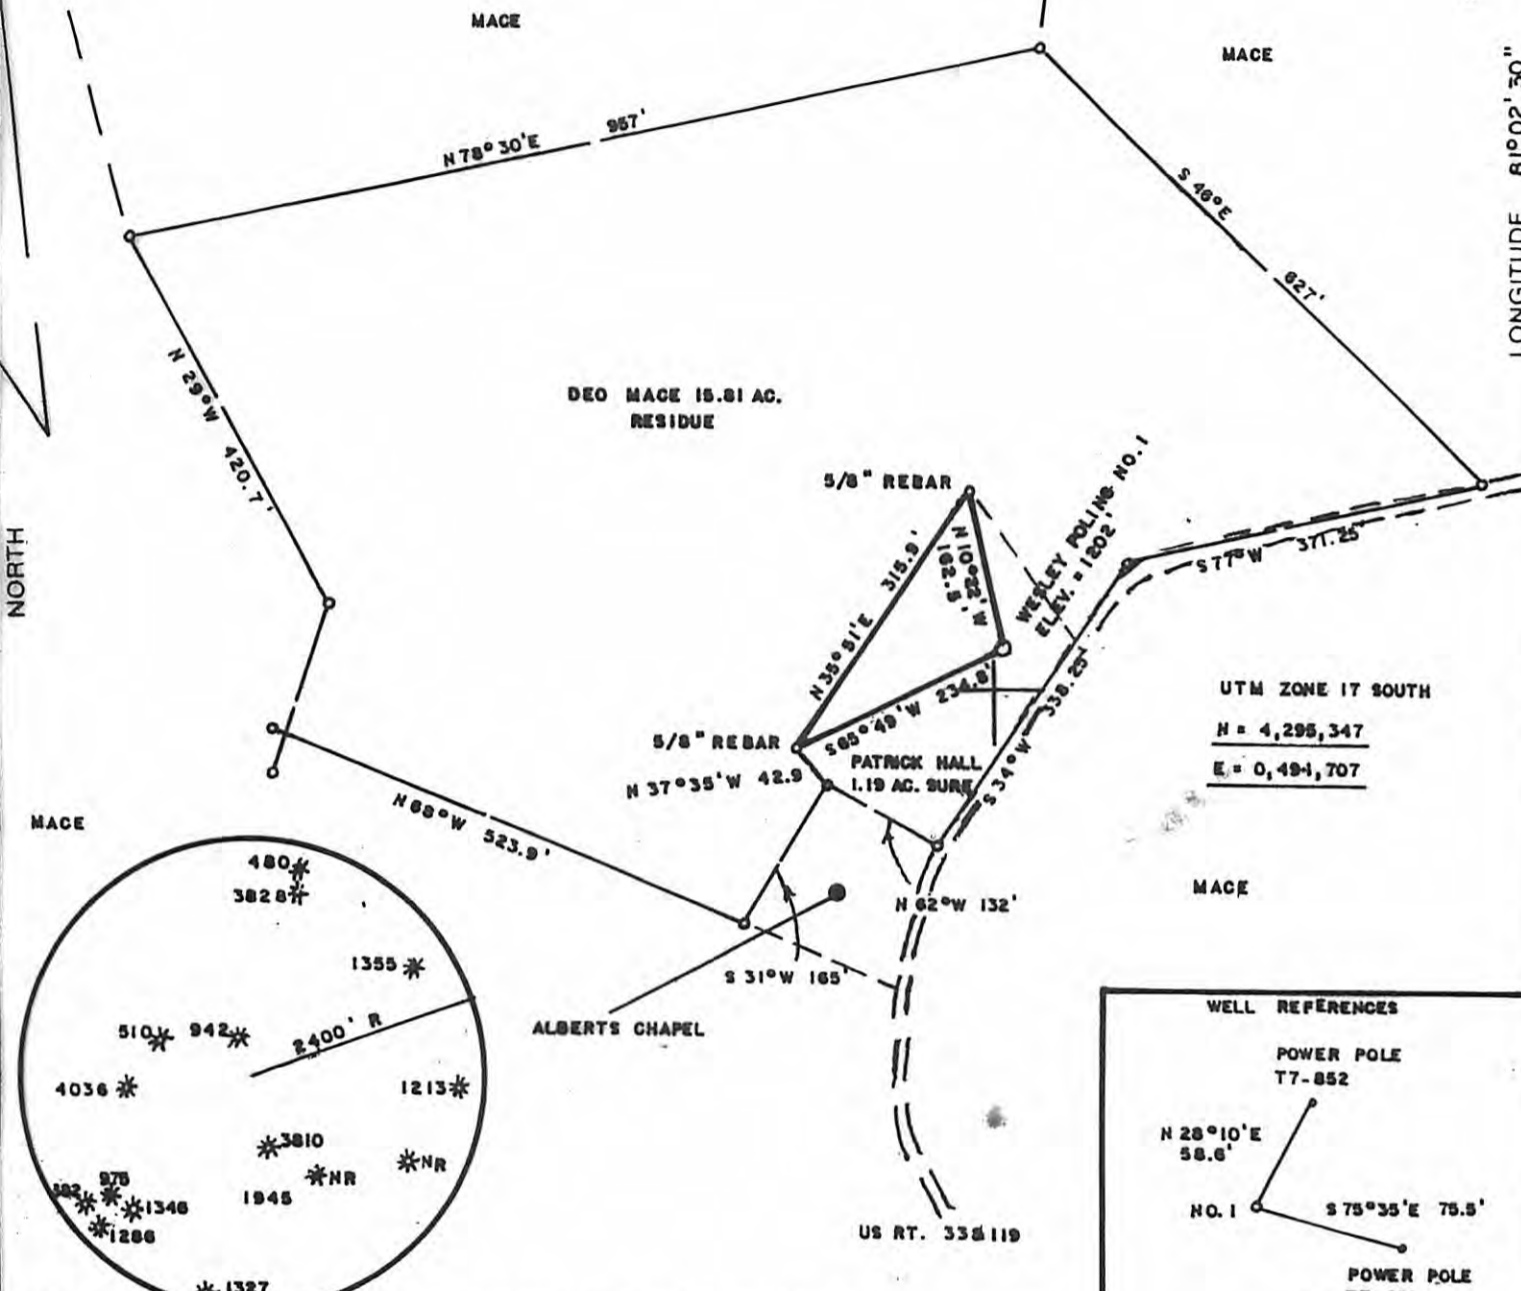 MACE
MACE
N 78° 30'E 957'
S 46°E 627'
LONGITUDE 81°02' 30"
N 29°W 420.7'
DEO MACE 15.81 AC.
RESIDUE
NORTH
5/8" REBAR
WESLEY POLING NO. 1
ELEV. = 1202'
N 10°22' W
162.5'
N 35° 51'E 315.9'
S 77° W 371.25'
S 65° 49' W 234.8'
S 34° W 338.25'
UTM ZONE 17 SOUTH
N = 4,295,347
E = 0,494,707
5/8" REBAR
PATRICK HALL
1.19 AC. SURF.
N 37° 35' W 42.9
N 68° W 523.9'
MACE
MACE
N 62° W 132'
S 31° W 165'
ALBERTS CHAPEL
US RT. 33&119
480
3828
1355
510
942
2400' R
4036
1213
3810
NR
NR
1945
975
582
1346
1286
1327
WELL REFERENCES
POWER POLE
T7-852
N 28°10'E
58.6'
NO. 1
S 75°35'E 75.5'
POWER POLE